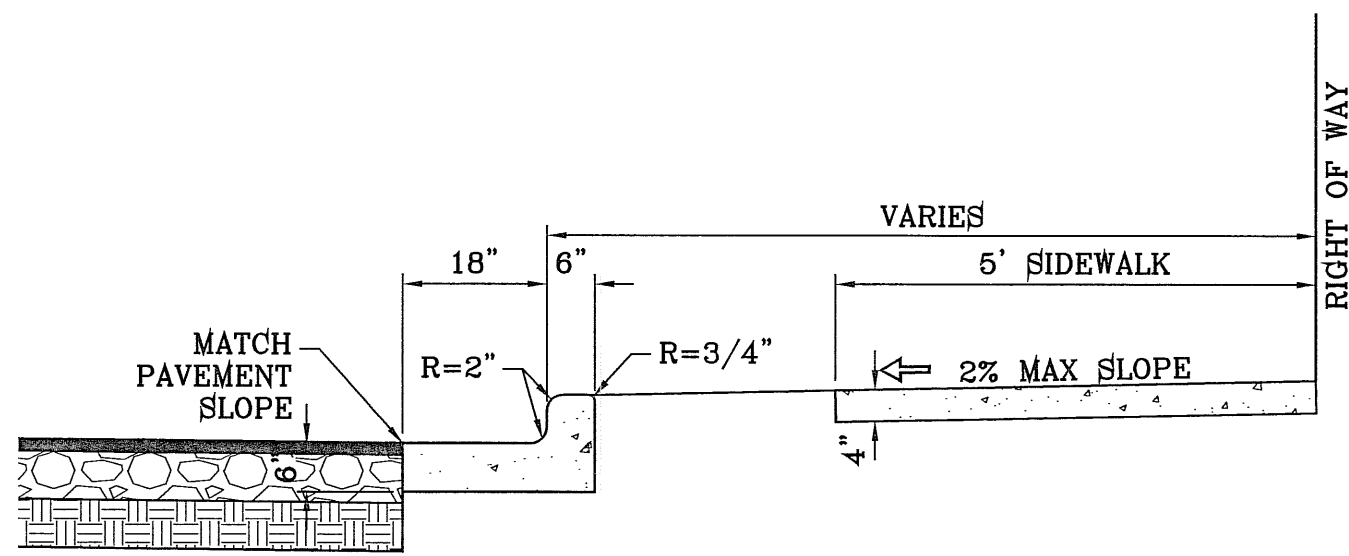 RIGHT OF WAY
VARIES
18"
6"
5' SIDEWALK
MATCH
PAVEMENT
SLOPE
R=2"
R=3/4"
2% MAX SLOPE
6"
4"